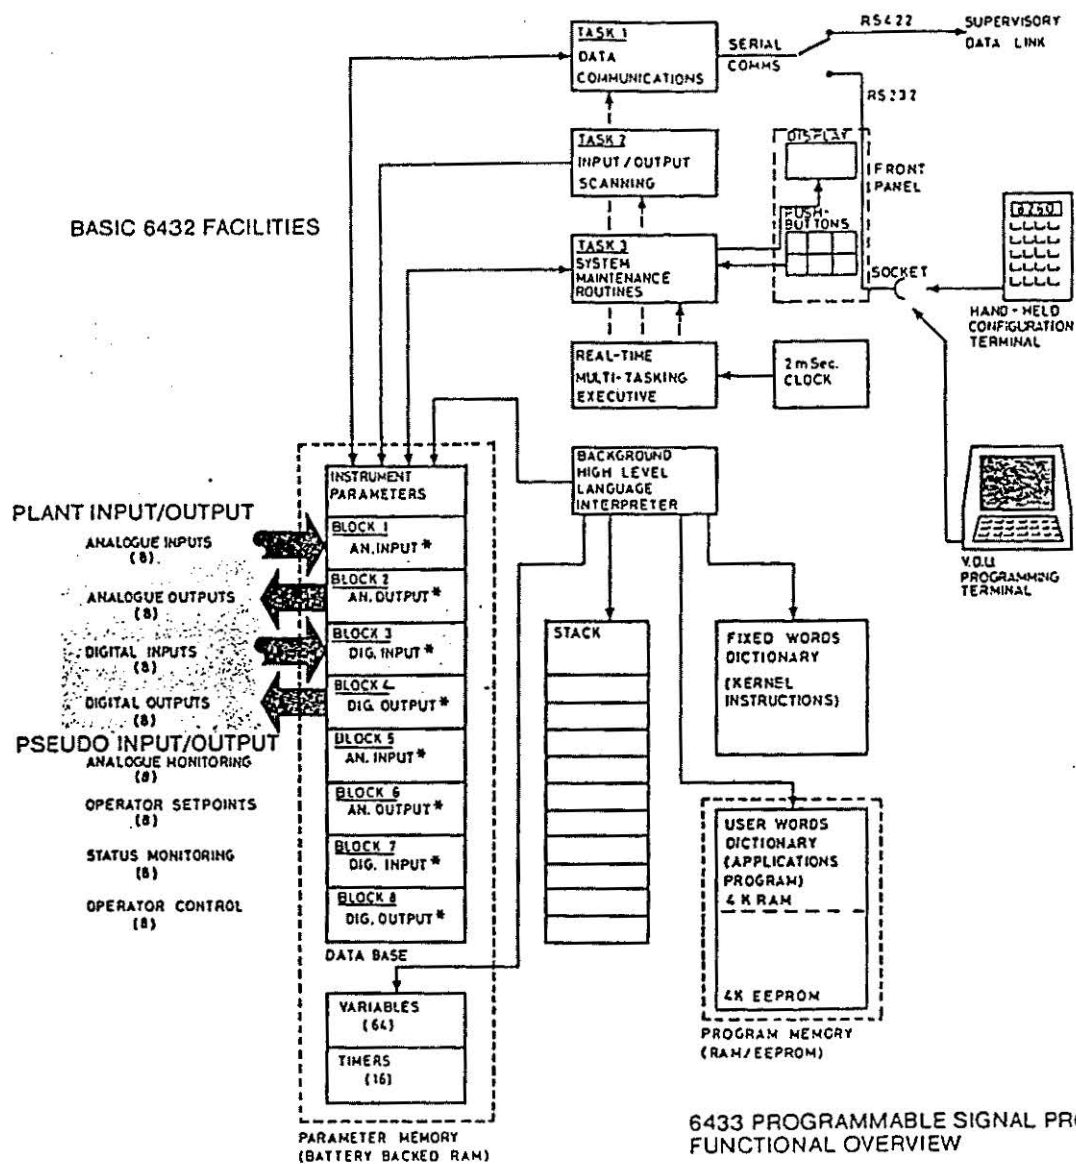 TASK 1
DATA
COMMUNICATIONS
SERIAL
COMMS
RS422
SUPERVISORY
DATA LINK
RS232
TASK 2
INPUT/OUTPUT
SCANNING
DISPLAY
FRONT
PANEL
PUSH-
BUTTONS
BASIC 6432 FACILITIES
TASK 3
SYSTEM
MAINTENANCE
ROUTINES
SOCKET
8260
HAND-HELD
CONFIGURATION
TERMINAL
REAL-TIME
MULTI-TASKING
EXECUTIVE
2mSec.
CLOCK
BACKGROUND
HIGH LEVEL
LANGUAGE
INTERPRETER
V.D.U.
PROGRAMMING
TERMINAL
INSTRUMENT
PARAMETERS
PLANT INPUT/OUTPUT
ANALOGUE INPUTS
(8)
BLOCK 1
AN. INPUT*
ANALOGUE OUTPUTS
(8)
BLOCK 2
AN. OUTPUT*
DIGITAL INPUTS
(8)
BLOCK 3
DIG. INPUT*
DIGITAL OUTPUTS
(8)
BLOCK 4
DIG. OUTPUT*
PSEUDO INPUT/OUTPUT
ANALOGUE MONITORING
(8)
BLOCK 5
AN. INPUT*
OPERATOR SETPOINTS
(8)
BLOCK 6
AN. OUTPUT*
STATUS MONITORING
(8)
BLOCK 7
DIG. INPUT*
OPERATOR CONTROL
(8)
BLOCK 8
DIG. OUTPUT*
DATA BASE
VARIABLES
(64)
TIMERS
(16)
PARAMETER MEMORY
(BATTERY BACKED RAM)
STACK
FIXED WORDS
DICTIONARY
(KERNEL
INSTRUCTIONS)
USER WORDS
DICTIONARY
(APPLICATIONS
PROGRAM)
4K RAM
4K EEPROM
PROGRAM MEMORY
(RAM/EEPROM)
6433 PROGRAMMABLE SIGNAL PRO
FUNCTIONAL OVERVIEW